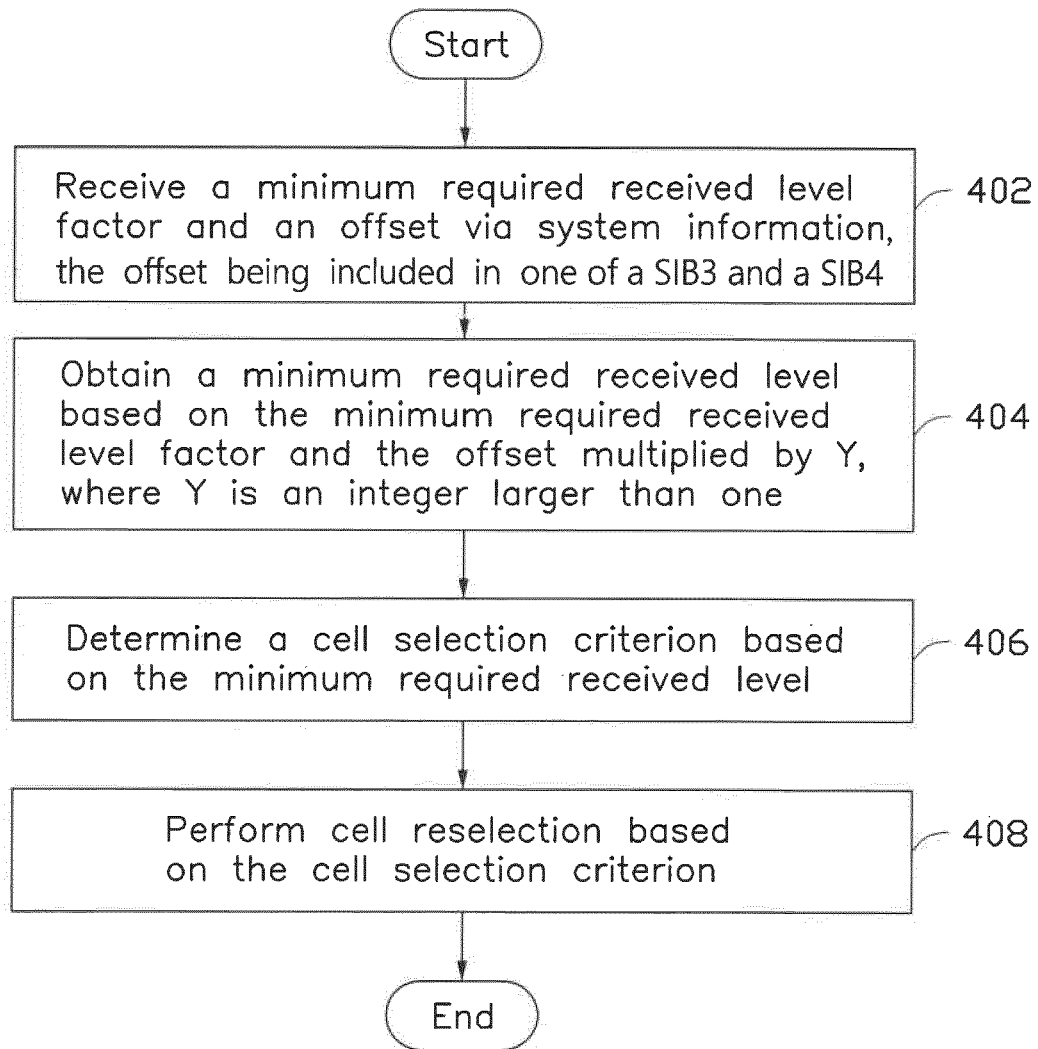 Start
Receive a minimum required received level
factor and an offset via system information,
the offset being included in one of a SIB3 and a SIB4
402
Obtain a minimum required received level
based on the minimum required received
level factor and the offset multiplied by Y,
where Y is an integer larger than one
404
Determine a cell selection criterion based
on the minimum required received level
406
Perform cell reselection based
on the cell selection criterion
408
End